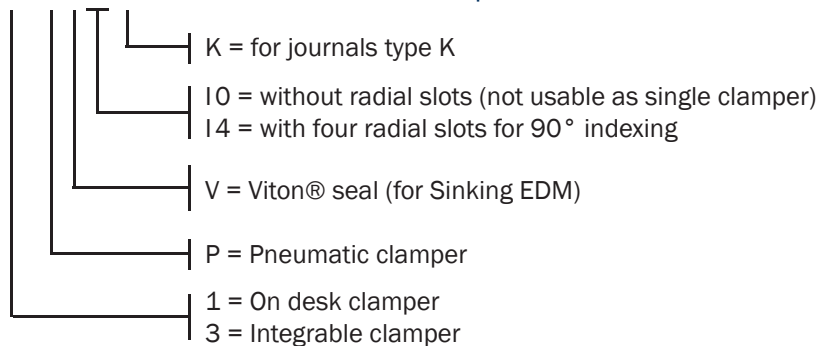 K = for journals type K
I0 = without radial slots (not usable as single clamper)
I4 = with four radial slots for 90° indexing
V = Viton® seal (for Sinking EDM)
P = Pneumatic clamper
1 = On desk clamper
3 = Integrable clamper